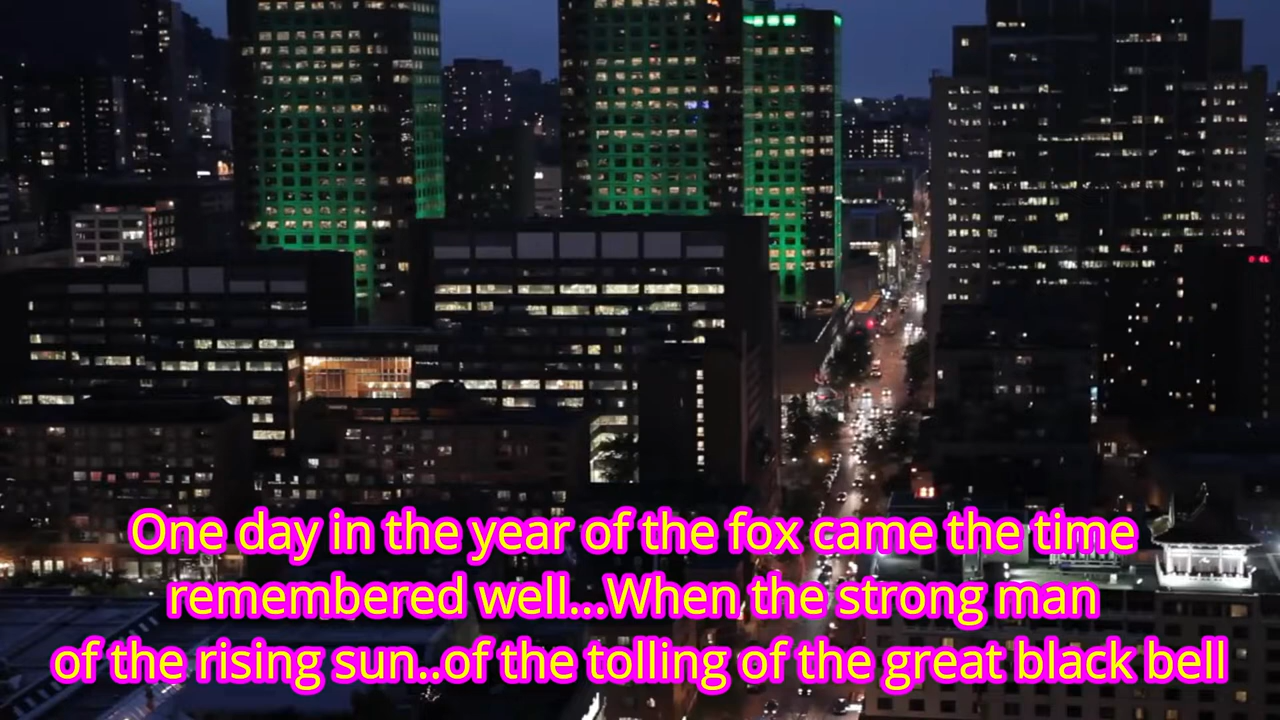 One day in the year of the fox came the time
remembered well...When the strong man
of the rising sun..of the tolling of the great black bell